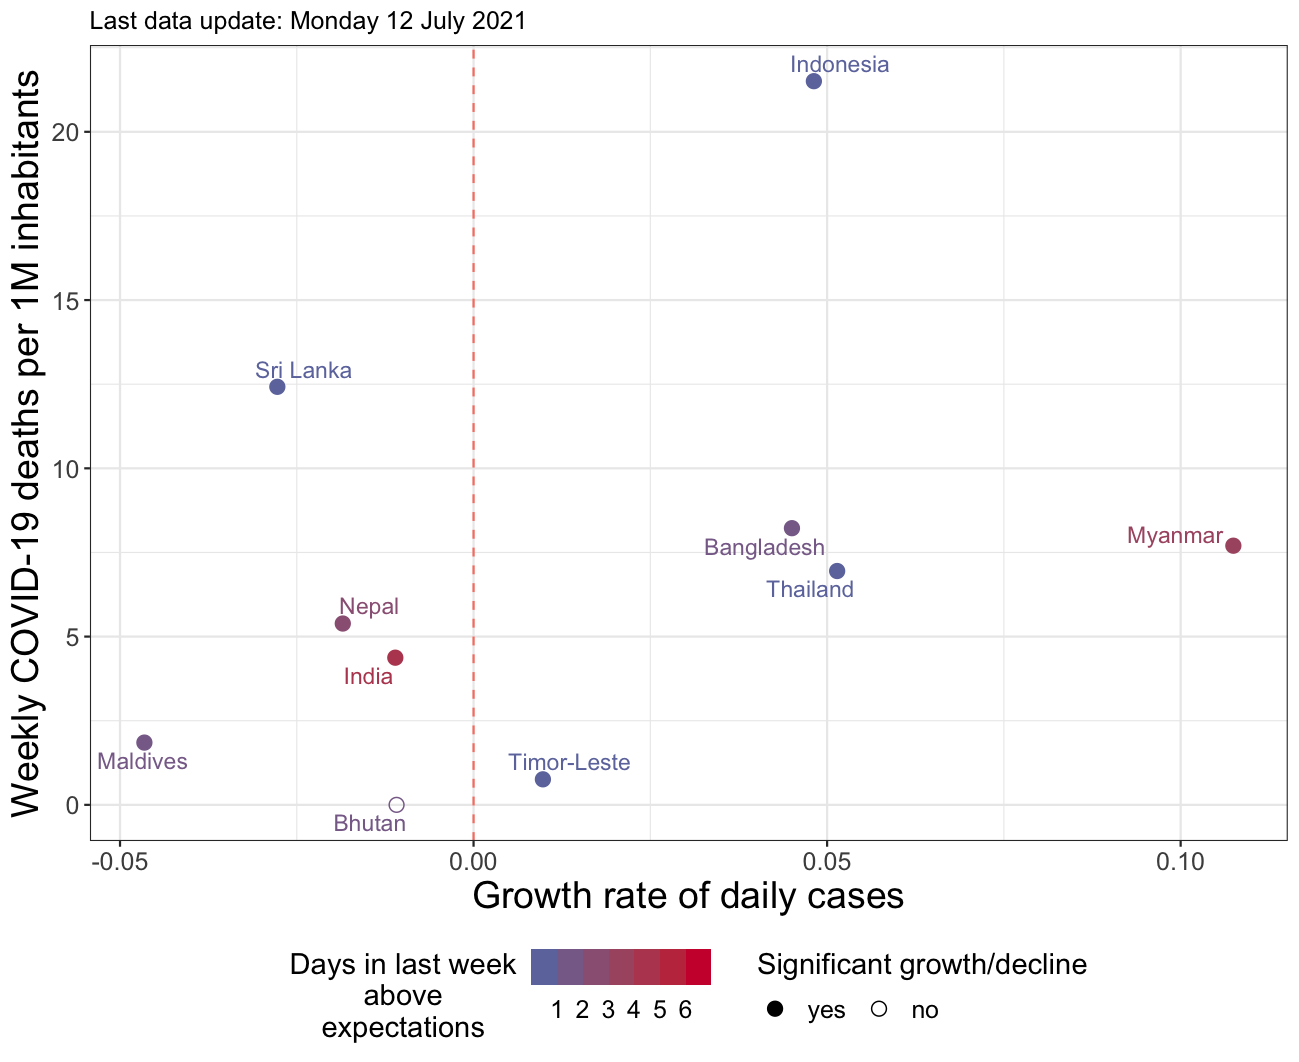 Last data update: Monday 12 July 2021
Weekly COVID-19 deaths per 1M inhabitants
20
15
10
5
0
Indonesia
Sri Lanka
Bangladesh
Myanmar
Thailand
Nepal
India
Maldives
Timor-Leste
Bhutan
-0.05 0.00 0.05 0.10
Growth rate of daily cases
Days in last week
above
expectations
1 2 3 4 5 6
Significant growth/decline
yes no